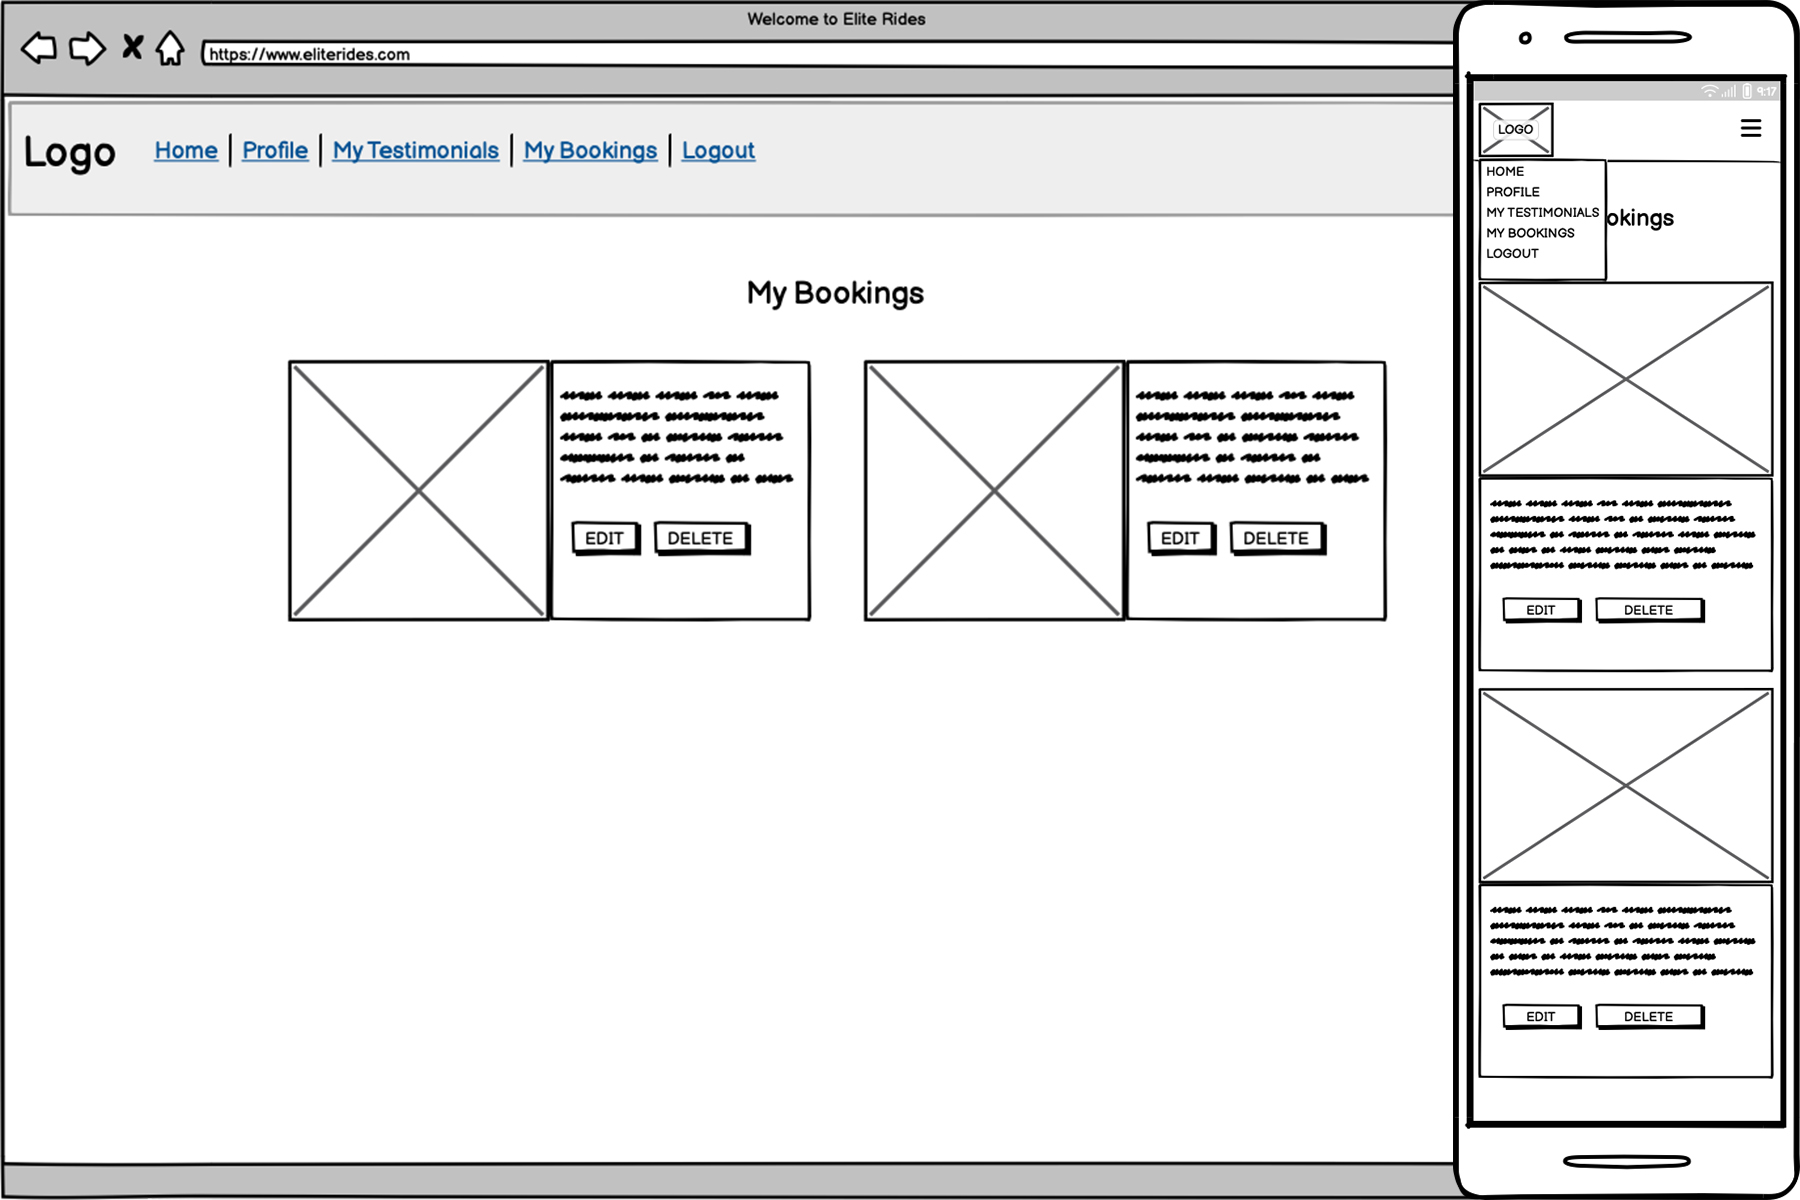 Welcome to Elite Rides
https://www.eliterides.com
Logo
Home
Profile
My Testimonials
My Bookings
Logout
My Bookings
EDIT DELETE
EDIT DELETE
9:17
LOGO
HOME
PROFILE
MY TESTIMONIALS
MY BOOKINGS
LOGOUT
okings
EDIT DELETE
EDIT DELETE